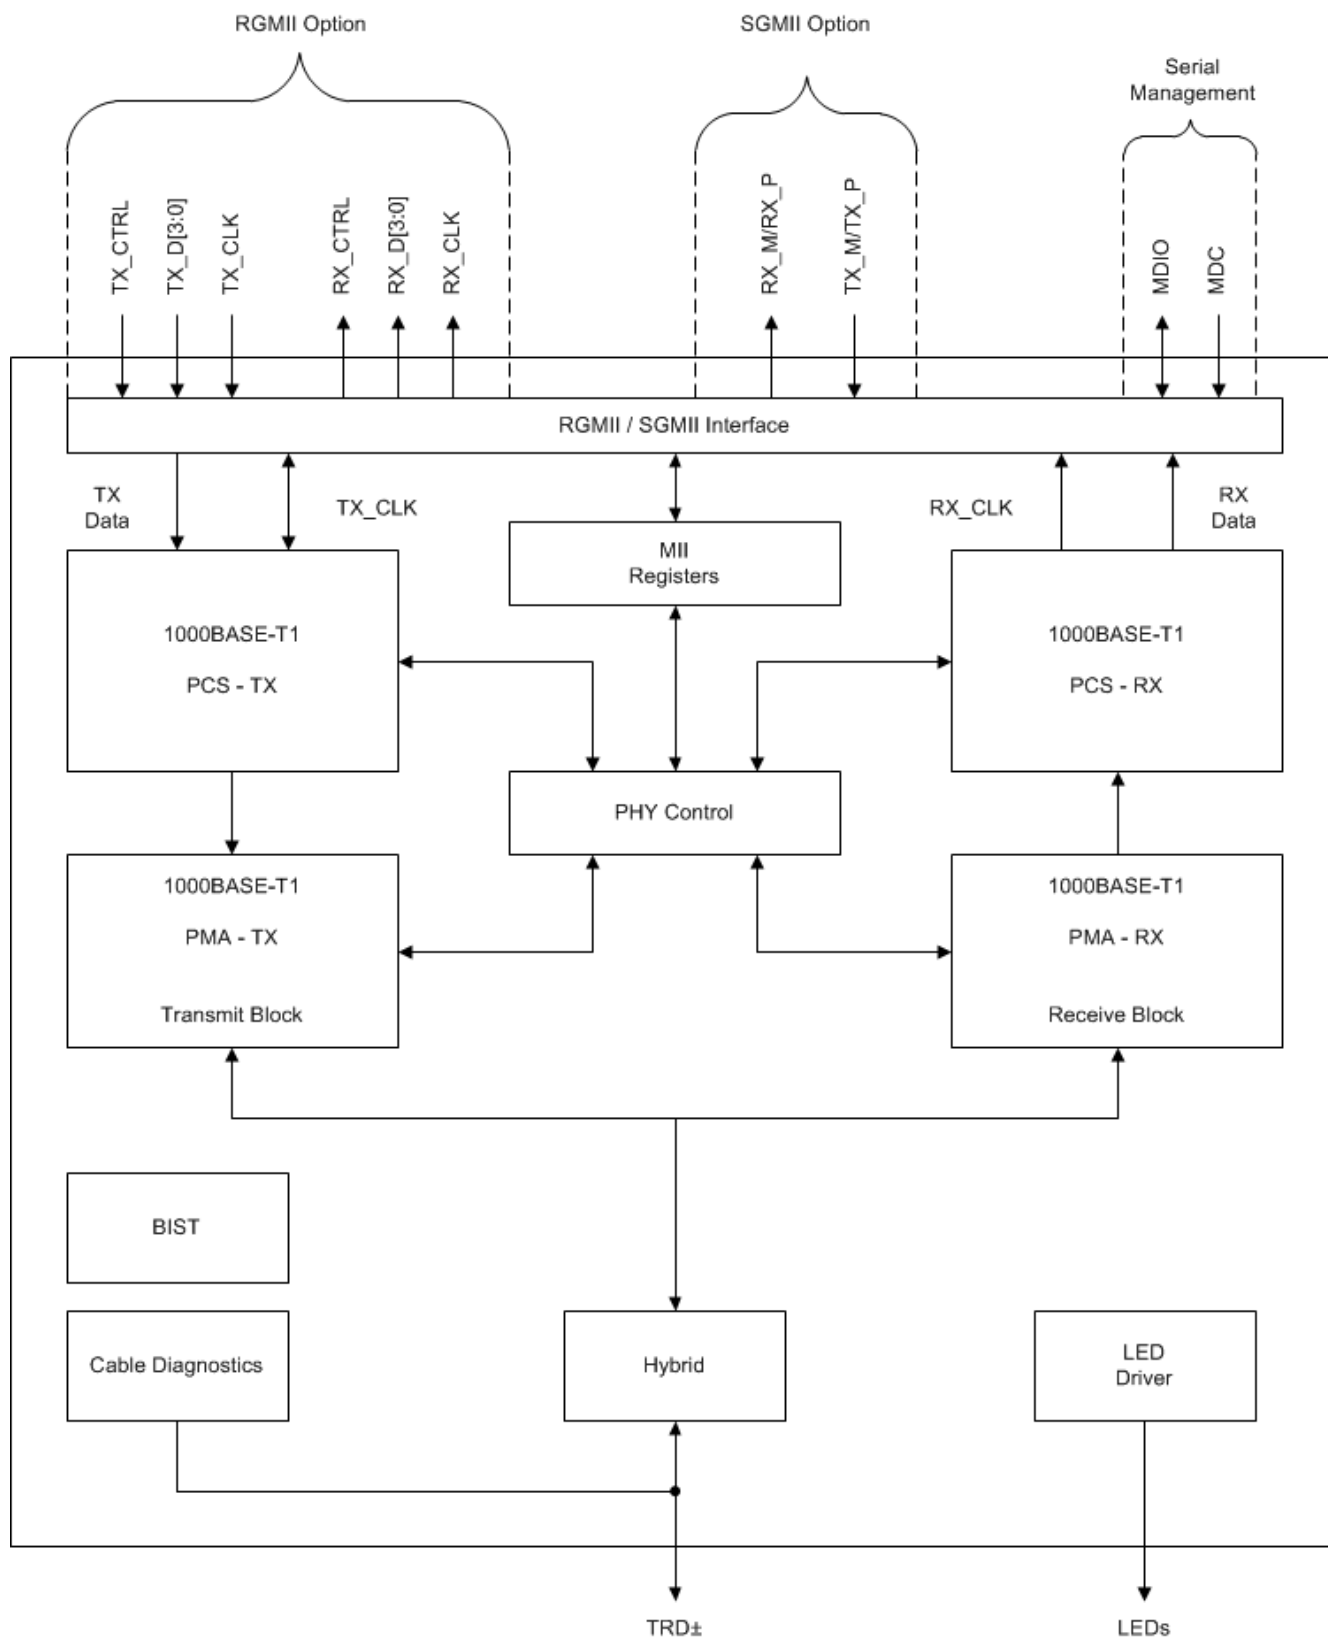 RGMII Option
SGMII Option
Serial
Management
TX_CTRL
TX_D[3:0]
TX_CLK
RX_CTRL
RX_D[3:0]
RX_CLK
RX_M/RX_P
TX_M/TX_P
MDIO
MDC
RGMII / SGMII Interface
TX
Data
TX_CLK
RX_CLK
RX
Data
MII
Registers
1000BASE-T1
PCS - TX
1000BASE-T1
PCS - RX
PHY Control
1000BASE-T1
PMA - TX
Transmit Block
1000BASE-T1
PMA - RX
Receive Block
BIST
Cable Diagnostics
Hybrid
LED
Driver
TRD±
LEDs